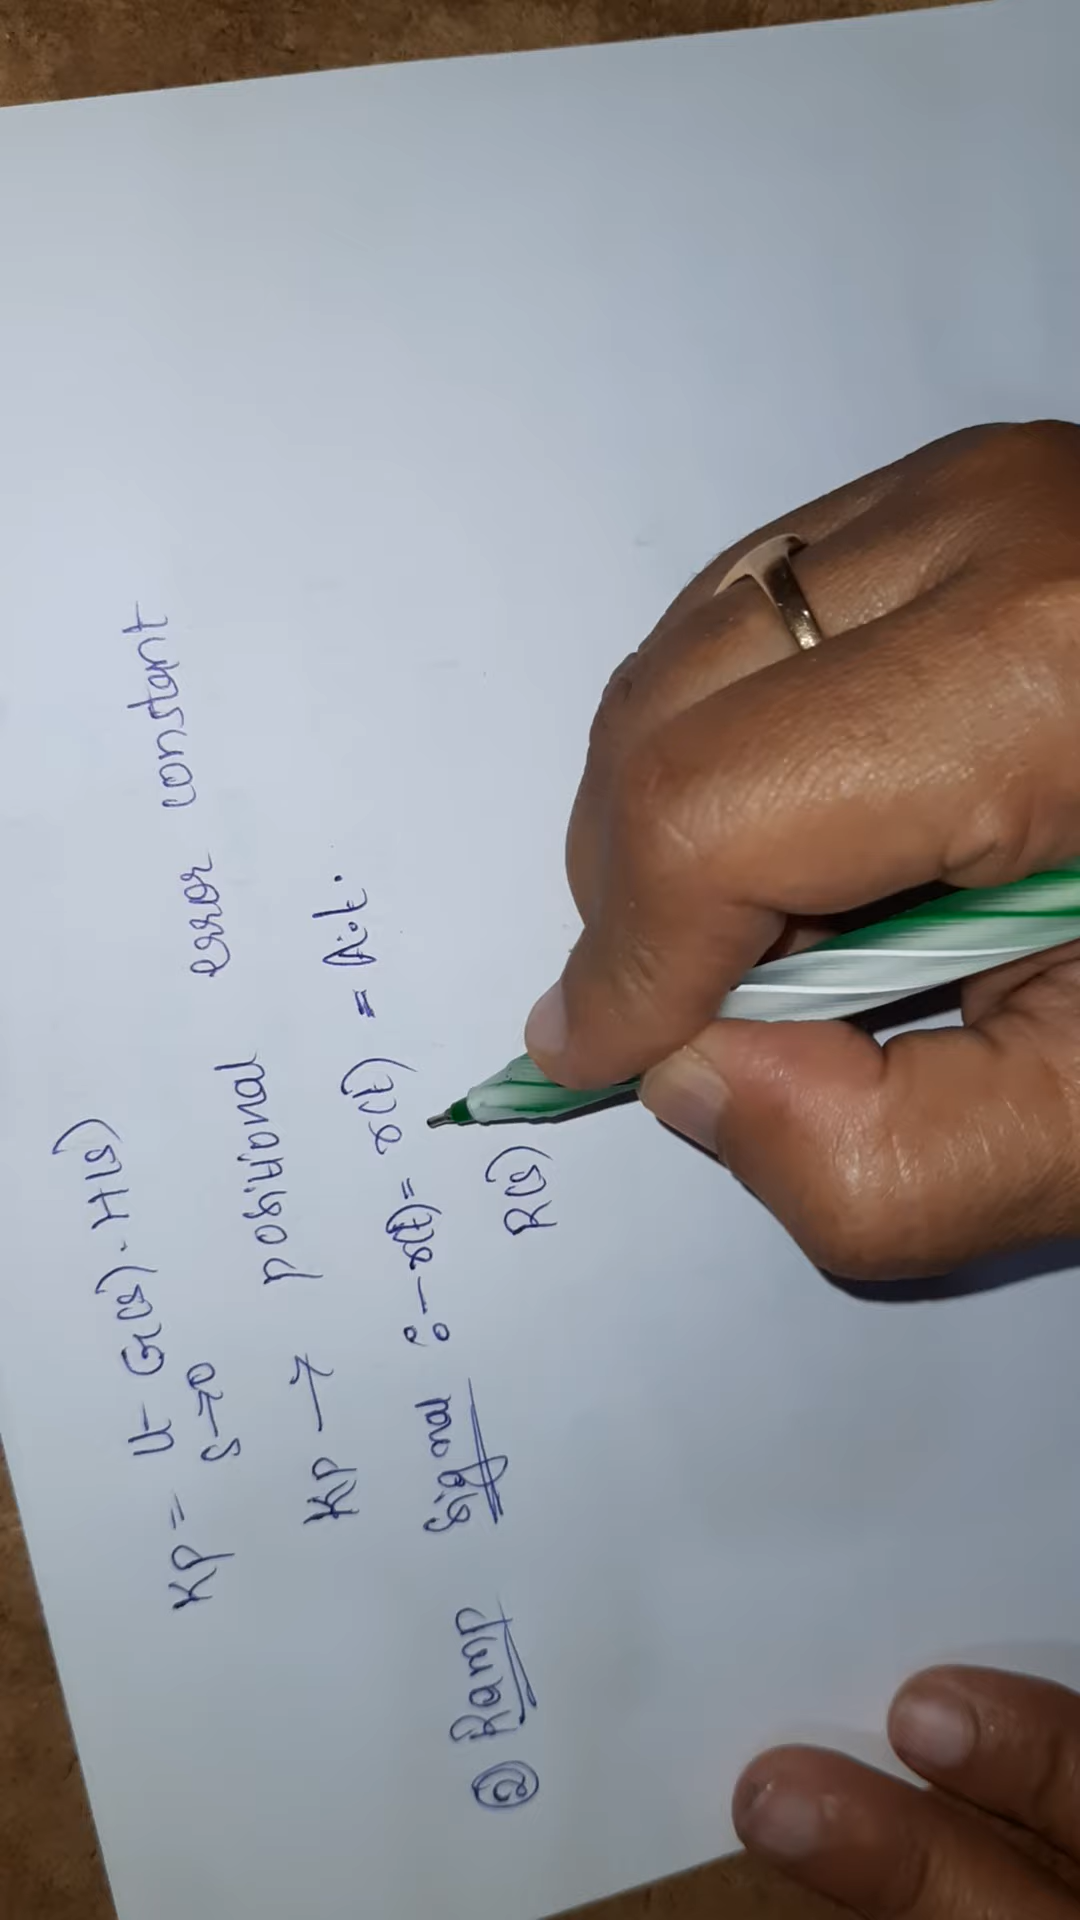 Kp = Lt G(s). H(s)
s→0
Kp → positional error constant
② Ramp signal :- r(t) = r(t) = A.t.
R(s)